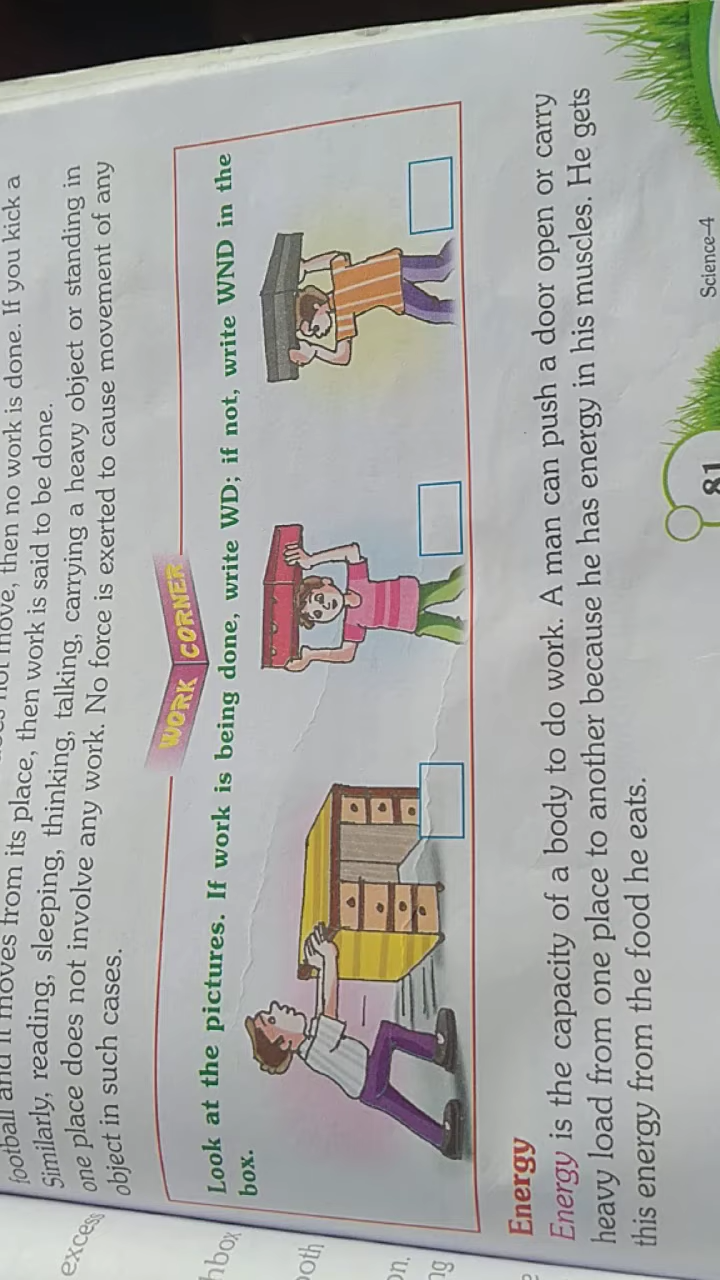 football and it moves from its place, then no work is done. If you kick a
Similarly, reading, sleeping, thinking, talking, carrying a heavy object or standing in
one place does not involve any work. No force is exerted to cause movement of any
object in such cases.
WORK CORNER
Look at the pictures. If work is being done, write WD; if not, write WND in the
box.
Energy
Energy is the capacity of a body to do work. A man can push a door open or carry
heavy load from one place to another because he has energy in his muscles. He gets
this energy from the food he eats.
Science-4
81
excess